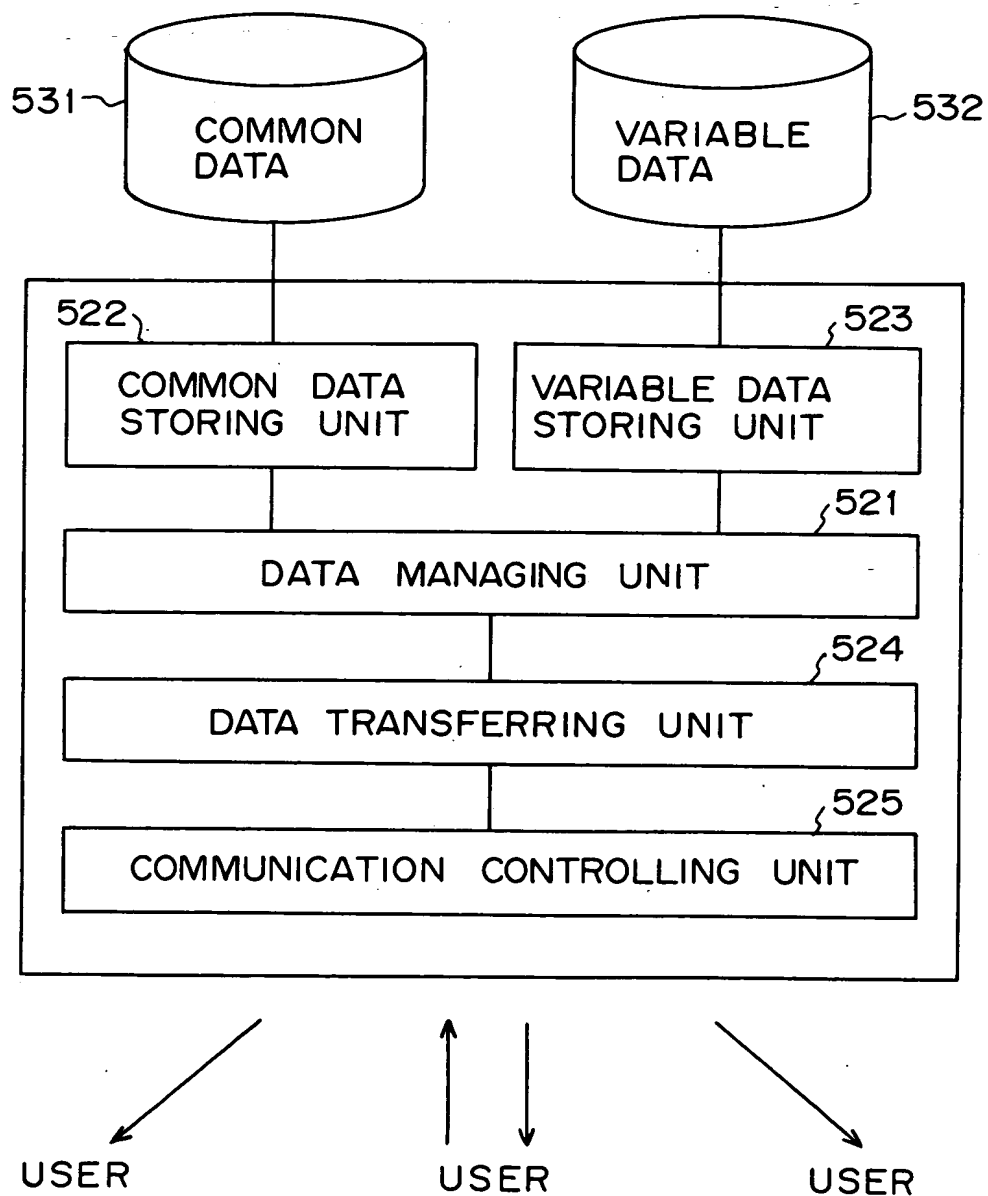 531
COMMON
DATA
VARIABLE
DATA
532
522
COMMON DATA
STORING UNIT
523
VARIABLE DATA
STORING UNIT
521
DATA MANAGING UNIT
524
DATA TRANSFERRING UNIT
525
COMMUNICATION CONTROLLING UNIT
USER
USER
USER